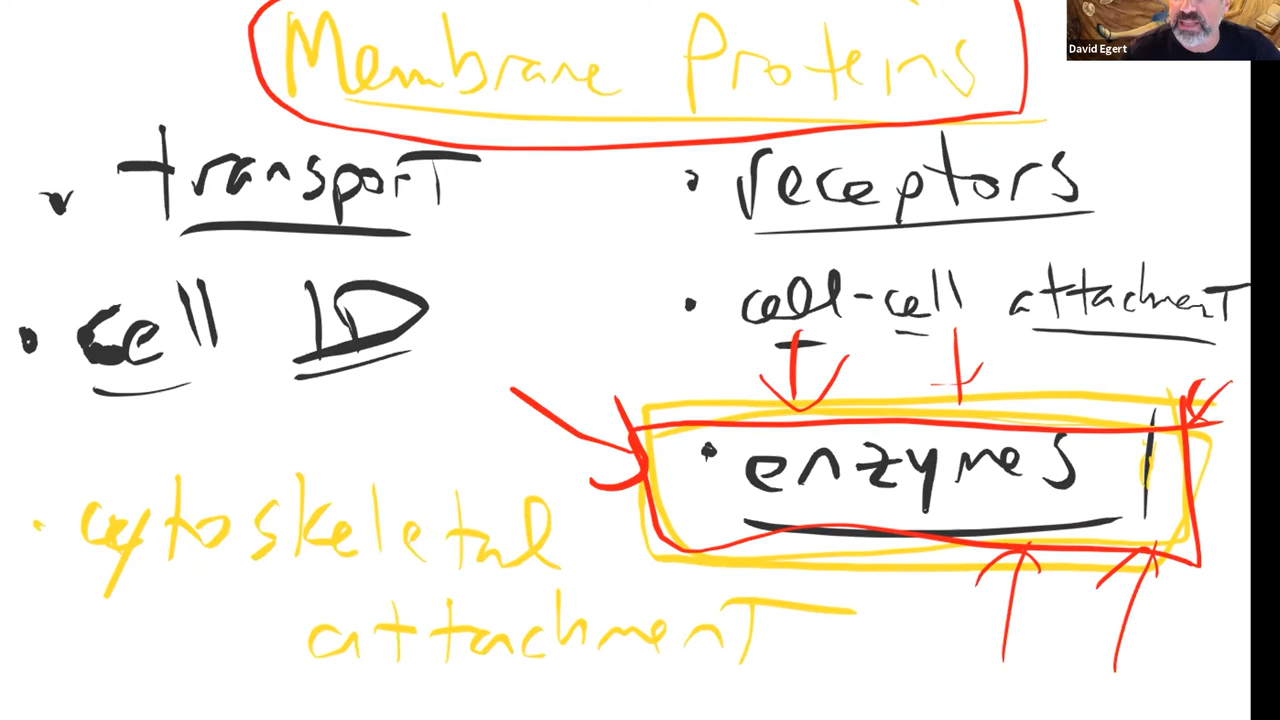 Membrane Proteins
David Egert
• transport
• receptors
• cell ID
• cell-cell attachment
• enzymes
• cytoskeletal
attachment